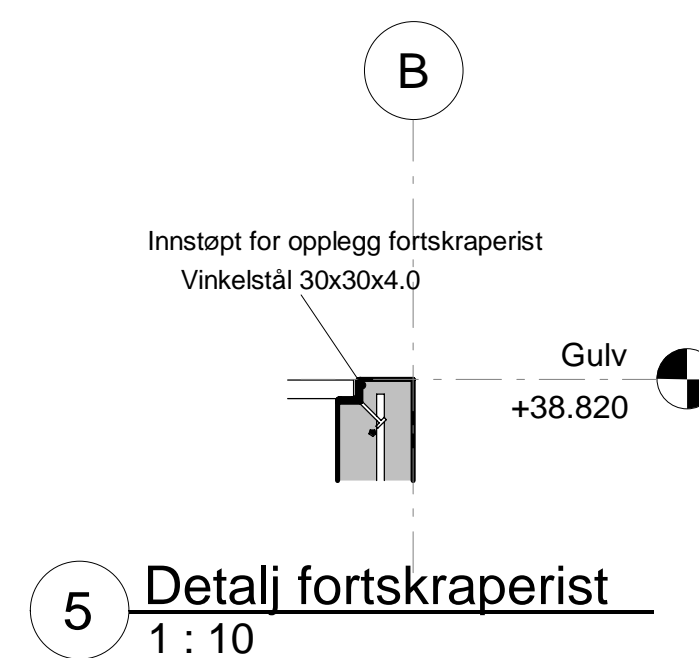 B
Innstøpt for opplegg fortskraperist
Vinkelstål 30x30x4.0
Gulv
+38.820
5 Detalj fortskraperist
1 : 10